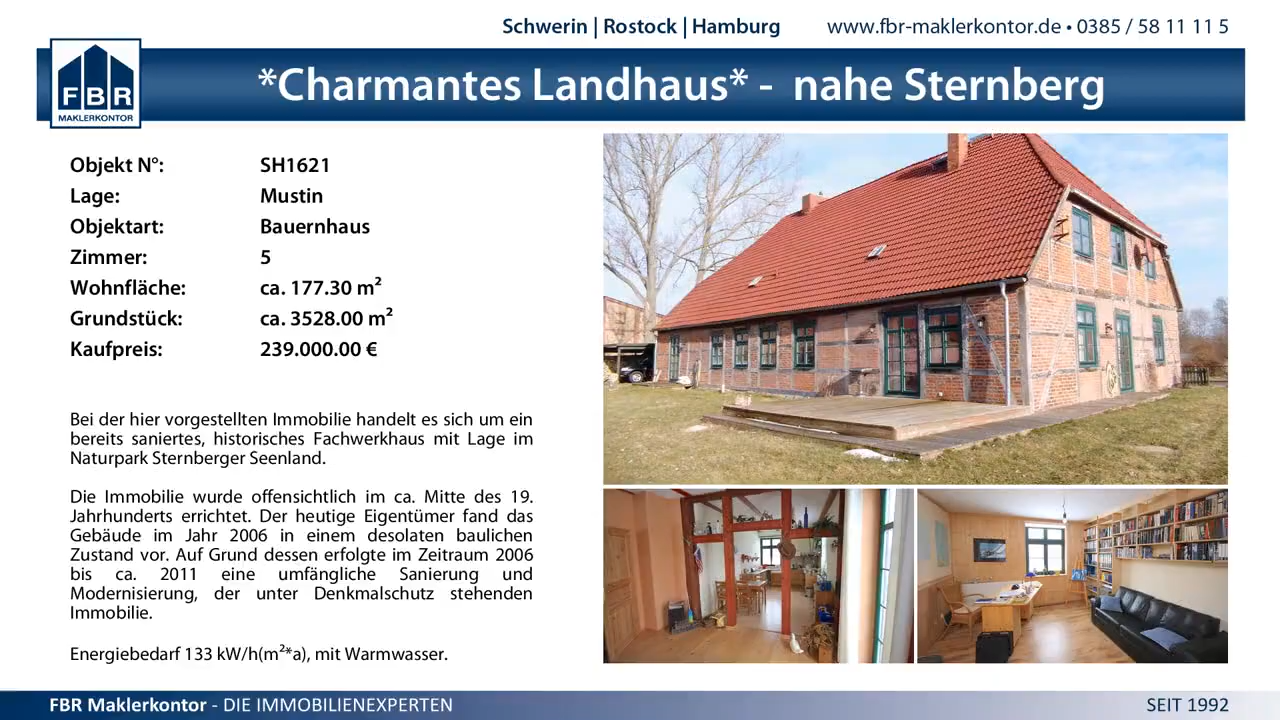 Schwerin | Rostock | Hamburg www.fbr-maklerkontor.de • 0385 / 58 11 11 5
FBR
MAKLERKONTOR
*Charmantes Landhaus* - nahe Sternberg
Objekt N°: SH1621
Lage: Mustin
Objektart: Bauernhaus
Zimmer: 5
Wohnfläche: ca. 177.30 m²
Grundstück: ca. 3528.00 m²
Kaufpreis: 239.000.00 €
Bei der hier vorgestellten Immobilie handelt es sich um ein
bereits saniertes, historisches Fachwerkhaus mit Lage im
Naturpark Sternberger Seenland.
Die Immobilie wurde offensichtlich im ca. Mitte des 19.
Jahrhunderts errichtet. Der heutige Eigentümer fand das
Gebäude im Jahr 2006 in einem desolaten baulichen
Zustand vor. Auf Grund dessen erfolgte im Zeitraum 2006
bis ca. 2011 eine umfängliche Sanierung und
Modernisierung, der unter Denkmalschutz stehenden
Immobilie.
Energiebedarf 133 kW/h(m²*a), mit Warmwasser.
FBR Maklerkontor - DIE IMMOBILIENEXPERTEN SEIT 1992